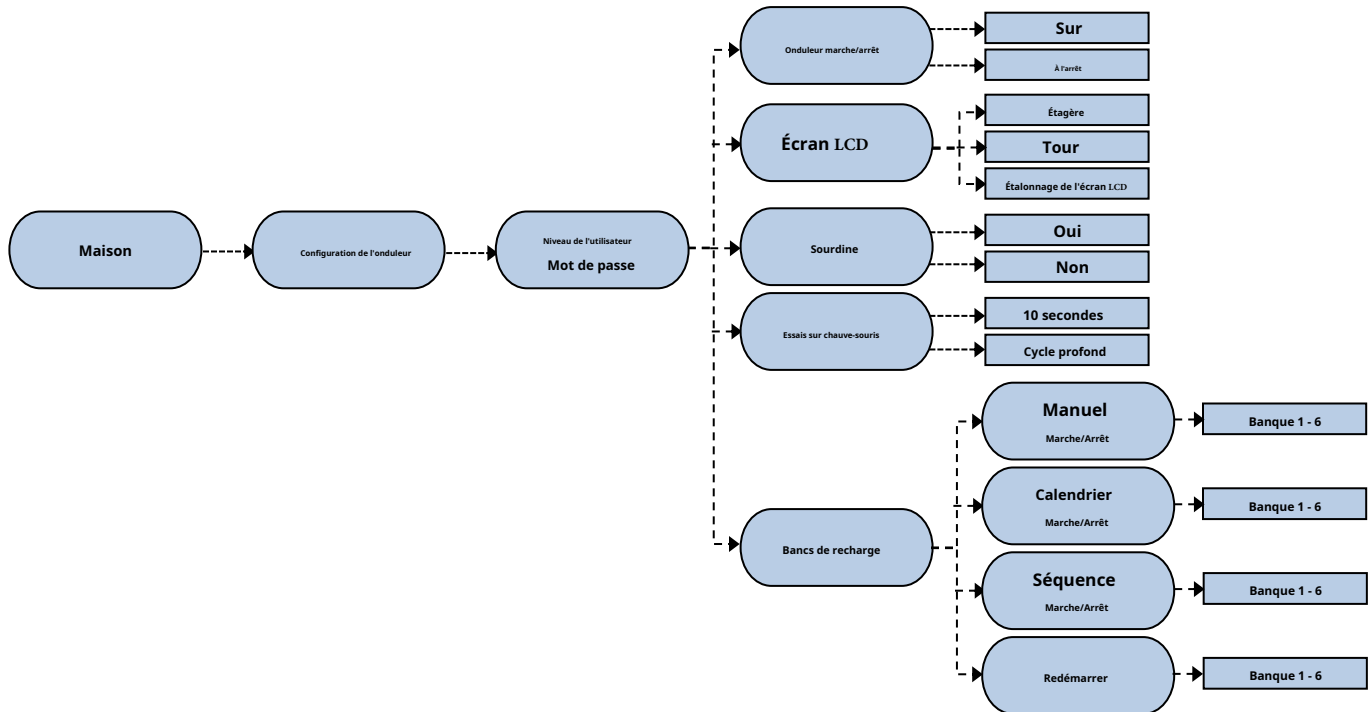 Maison
Configuration de l'onduleur
Niveau de l'utilisateur
Mot de passe
Onduleur marche/arrêt
Sur
À l'arrêt
Écran LCD
Étagère
Tour
Étalonnage de l'écran LCD
Sourdine
Oui
Non
Essais sur chauve-souris
10 secondes
Cycle profond
Bancs de recharge
Manuel
Marche/Arrêt
Banque 1 - 6
Calendrier
Marche/Arrêt
Banque 1 - 6
Séquence
Marche/Arrêt
Banque 1 - 6
Redémarrer
Banque 1 - 6